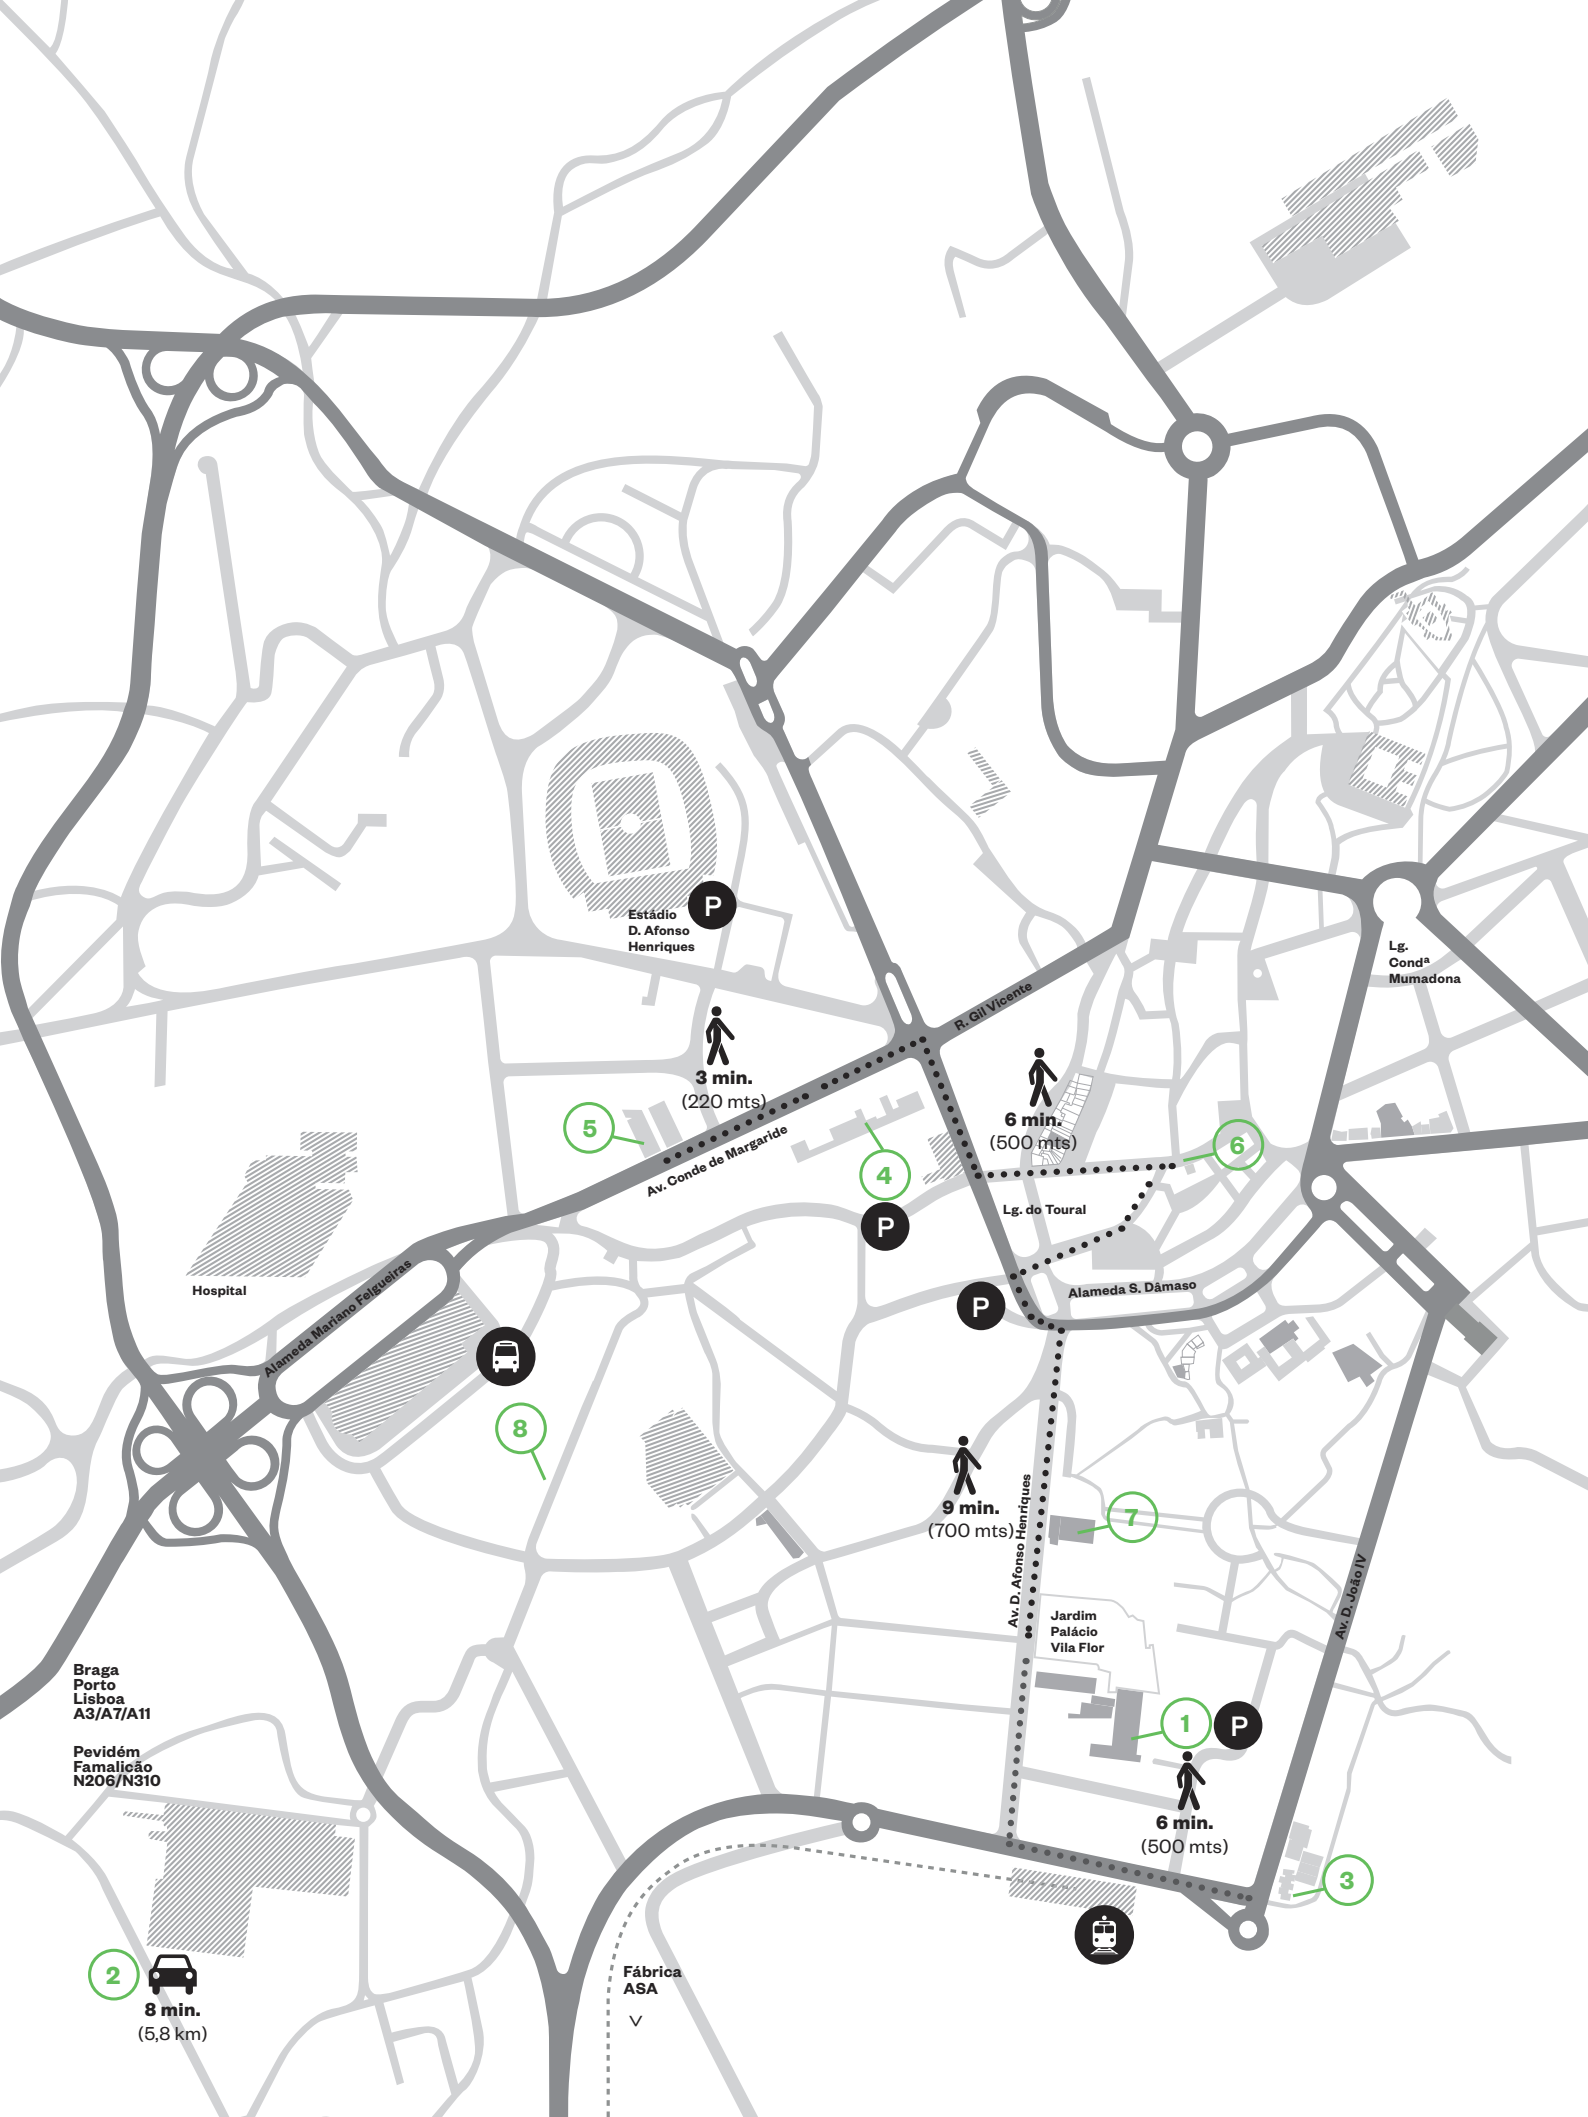 P
Estádio
D. Afonso
Henriques
Lg.
Condª
Mumadona
R. Gil Vicente
3 min.
(220 mts)
6 min.
(500 mts)
5
Av. Conde de Margaride
4
6
P
Lg. do Toural
Hospital
Alameda Mariano Felgueiras
P
Alameda S. Dâmaso
8
9 min.
(700 mts)
Av. D. Afonso Henriques
7
Av. D. João IV
Jardim
Palácio
Vila Flor
Braga
Porto
Lisboa
A3/A7/A11
Pevidém
Famalicão
N206/N310
1
P
6 min.
(500 mts)
3
2
8 min.
(5,8 km)
Fábrica
ASA